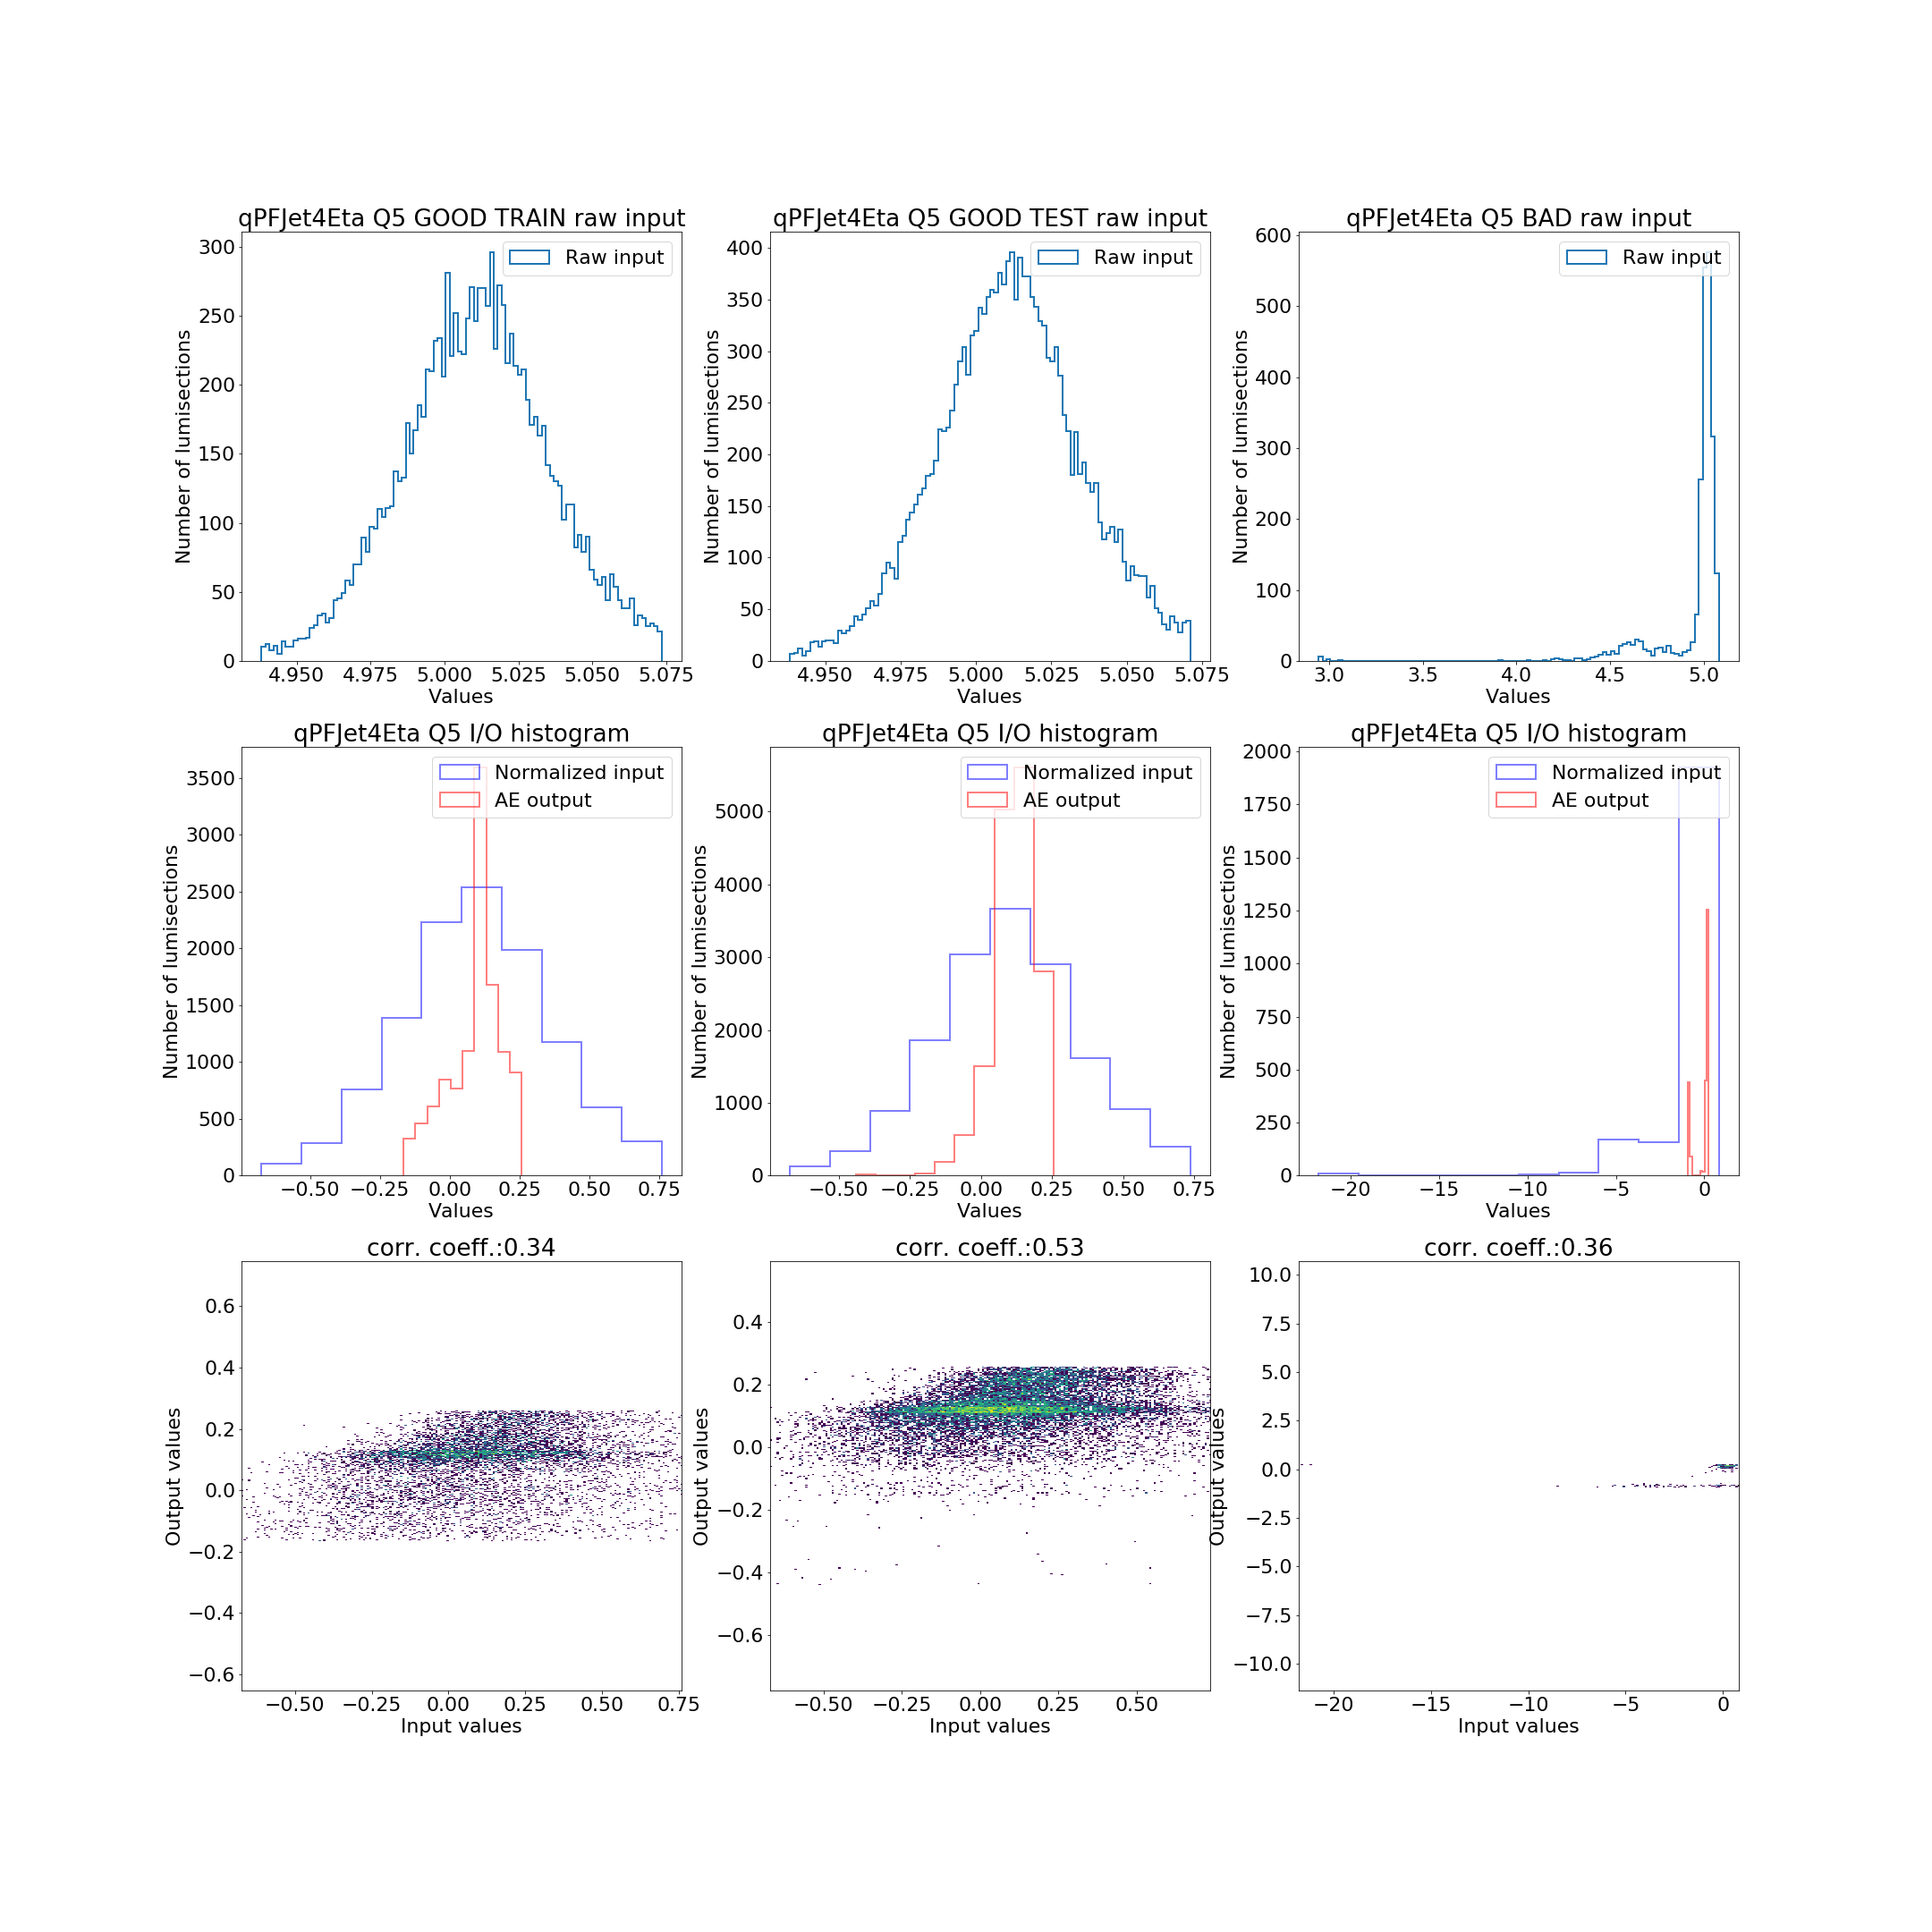 qPFJet4Eta Q5 GOOD TRAIN raw input
Raw input
300
250
200
150
100
50
0
Number of lumisections
4.950 4.975 5.000 5.025 5.050 5.075
Values
qPFJet4Eta Q5 GOOD TEST raw input
Raw input
400
350
300
250
200
150
100
50
0
Number of lumisections
4.950 4.975 5.000 5.025 5.050 5.075
Values
qPFJet4Eta Q5 BAD raw input
Raw input
600
500
400
300
200
100
0
Number of lumisections
3.0 3.5 4.0 4.5 5.0
Values
qPFJet4Eta Q5 I/O histogram
Normalized input
AE output
3500
3000
2500
2000
1500
1000
500
0
Number of lumisections
−0.50 −0.25 0.00 0.25 0.50 0.75
Values
qPFJet4Eta Q5 I/O histogram
Normalized input
AE output
5000
4000
3000
2000
1000
0
Number of lumisections
−0.50 −0.25 0.00 0.25 0.50 0.75
Values
qPFJet4Eta Q5 I/O histogram
Normalized input
AE output
2000
1750
1500
1250
1000
750
500
250
0
Number of lumisections
−20 −15 −10 −5 0
Values
corr. coeff.:0.34
0.6
0.4
0.2
0.0
−0.2
−0.4
−0.6
Output values
−0.50 −0.25 0.00 0.25 0.50 0.75
Input values
corr. coeff.:0.53
0.4
0.2
0.0
−0.2
−0.4
−0.6
Output values
−0.50 −0.25 0.00 0.25 0.50
Input values
corr. coeff.:0.36
10.0
7.5
5.0
2.5
0.0
−2.5
−5.0
−7.5
−10.0
Output values
−20 −15 −10 −5 0
Input values